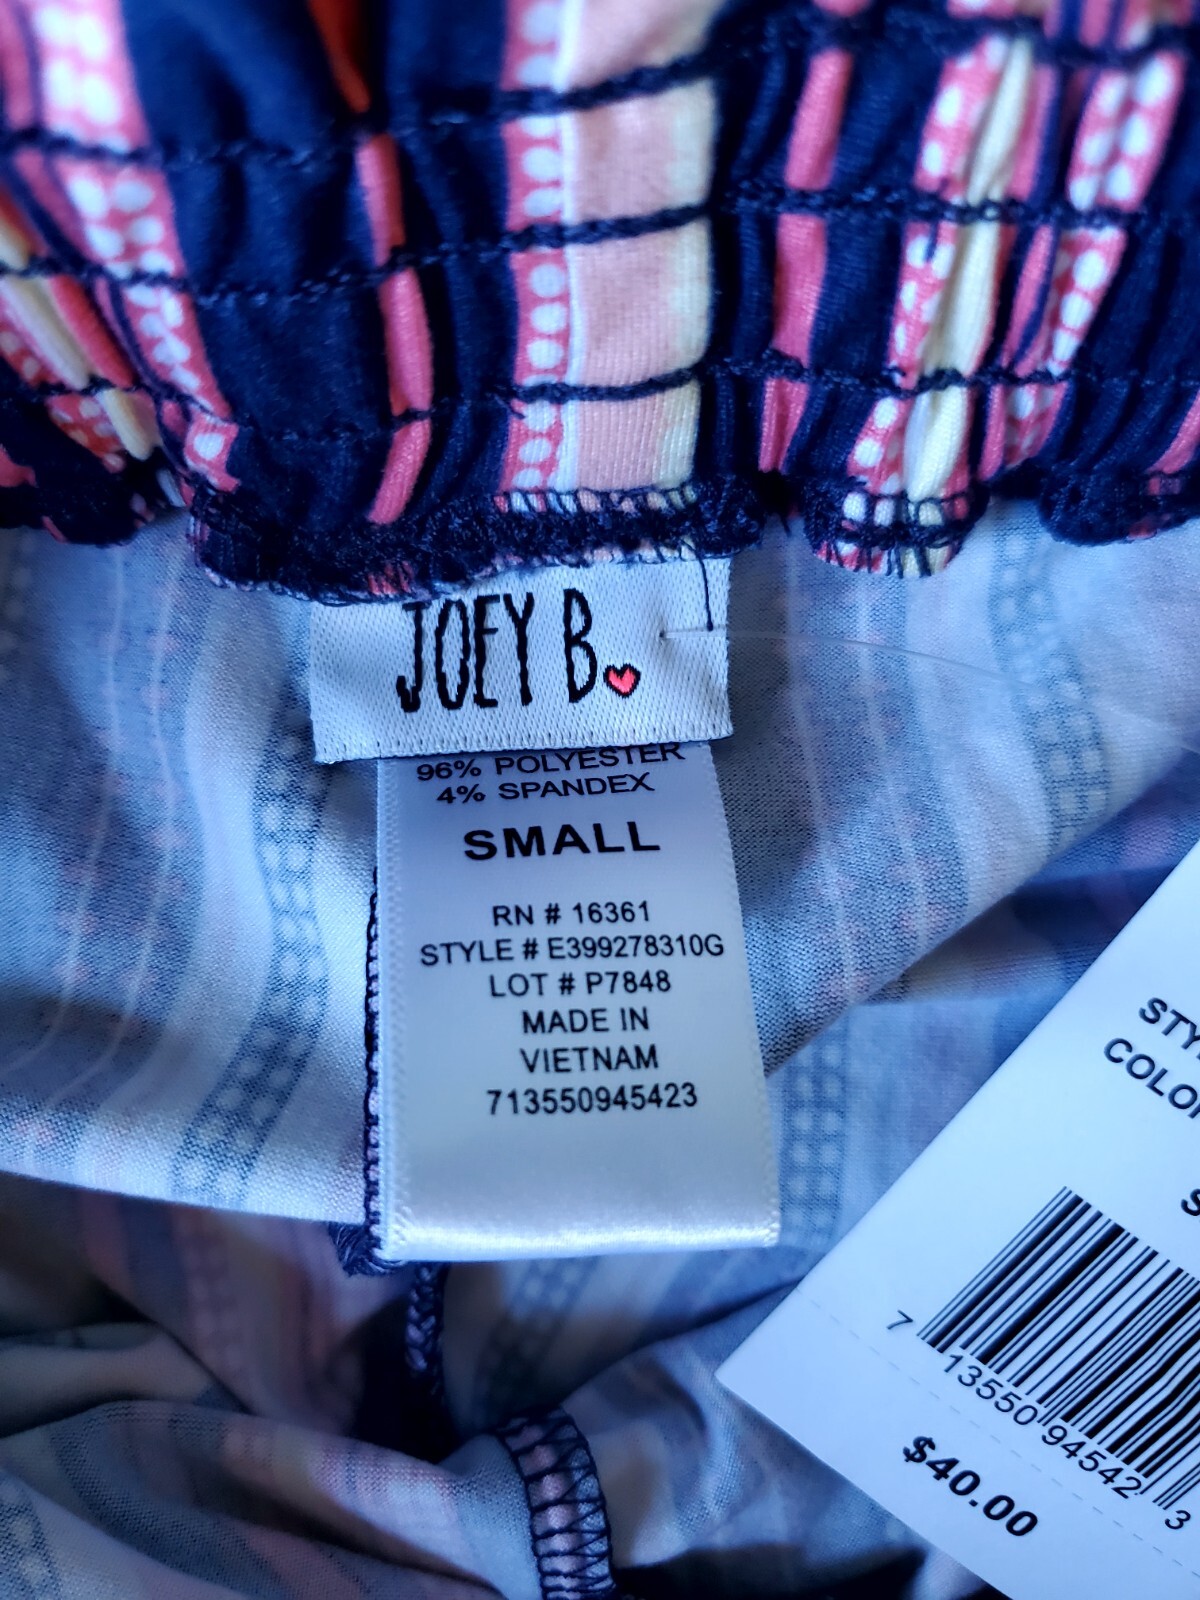 JOEY B.
96% POLYESTER
4% SPANDEX
SMALL
RN # 16361
STYLE # E399278310G
LOT # P7848
MADE IN
VIETNAM
713550945423
7 13550 94542 3
$40.00